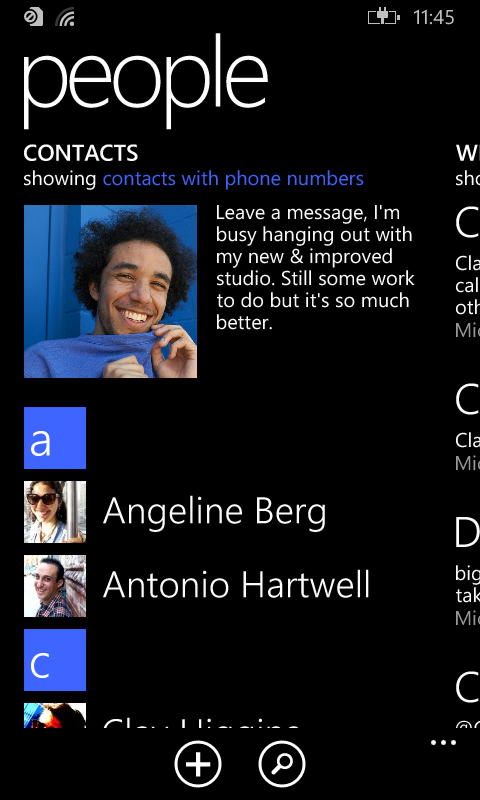 11:45
people
CONTACTS
showing contacts with phone numbers
Leave a message, I'm
busy hanging out with
my new & improved
studio. Still some work
to do but it's so much
better.
a
Angeline Berg
Antonio Hartwell
c
Clay Higgins
C
Cla
cal
oth
Mic
C
Cla
Mic
D
big
tak
Mic
C